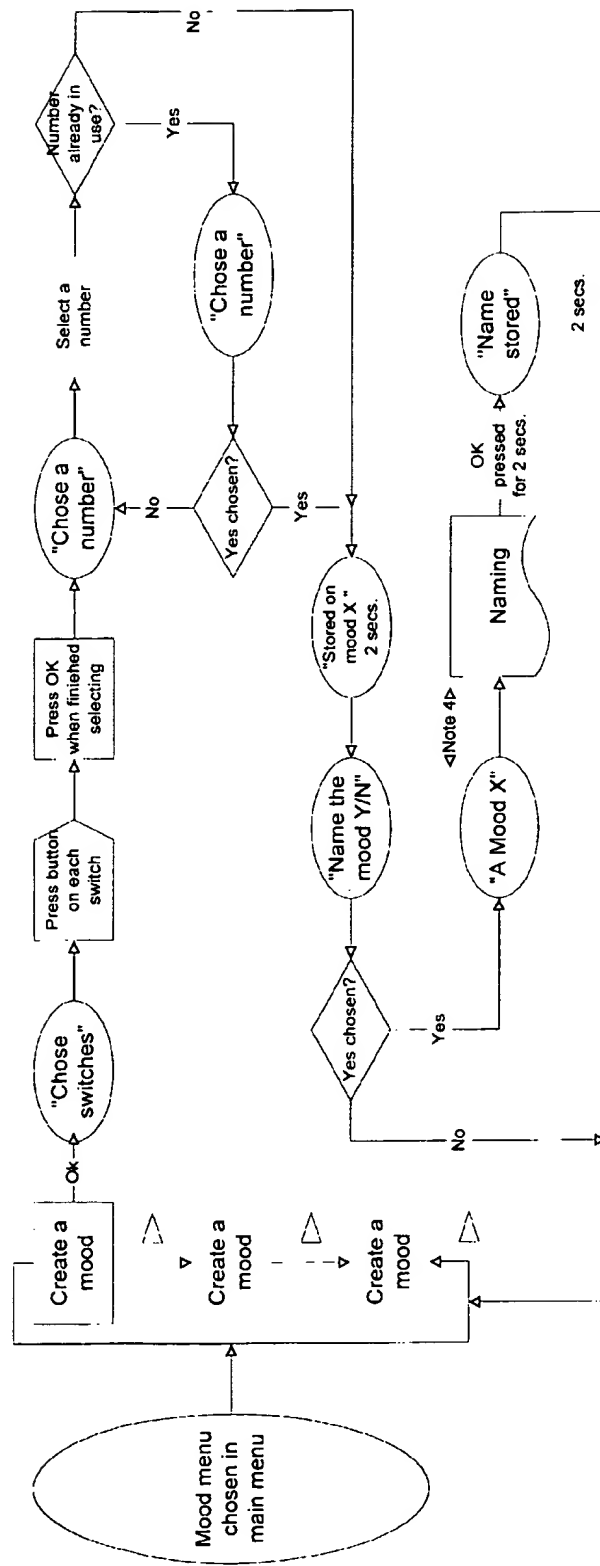 Mood menu
chosen in
main menu
Create a
mood
Create a
mood
Create a
mood
Ok
"Chose
switches"
Press button
on each
switch
Press OK
when finiehed
selecting
"Chose a
number"
Select a
number
Number
already in
use?
No
Yes
"Chose a
number"
Yes chosen?
No
Yes
"Stored on
mood X "
2 secs.
"Name the
mood Y/N"
Yes chosen?
No
Yes
"A Mood X"
Note 4
Naming
OK
pressed
for 2 secs.
"Name
stored"
2 secs.